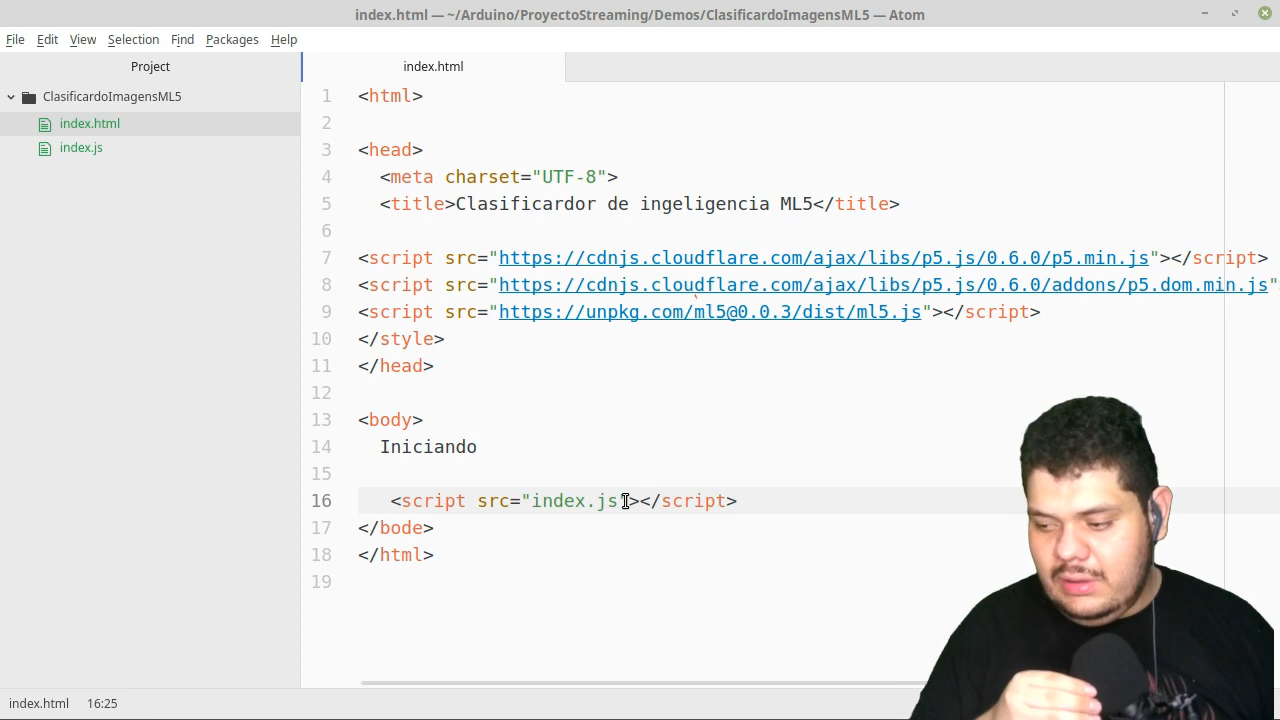 index.html — ~/Arduino/ProyectoStreaming/Demos/ClasificardoImagensML5 — Atom
File Edit View Selection Find Packages Help
Project
index.html
ClasificardoImagensML5
index.html
index.js
1 <html>
2
3 <head>
4 <meta charset="UTF-8">
5 <title>Clasificardor de ingeligencia ML5</title>
6
7 <script src="https://cdnjs.cloudflare.com/ajax/libs/p5.js/0.6.0/p5.min.js"></script>
8 <script src="https://cdnjs.cloudflare.com/ajax/libs/p5.js/0.6.0/addons/p5.dom.min.js"
9 <script src="https://unpkg.com/ml5@0.0.3/dist/ml5.js"></script>
10 </style>
11 </head>
12
13 <body>
14 Iniciando
15
16 <script src="index.js"></script>
17 </bode>
18 </html>
19
index.html 16:25